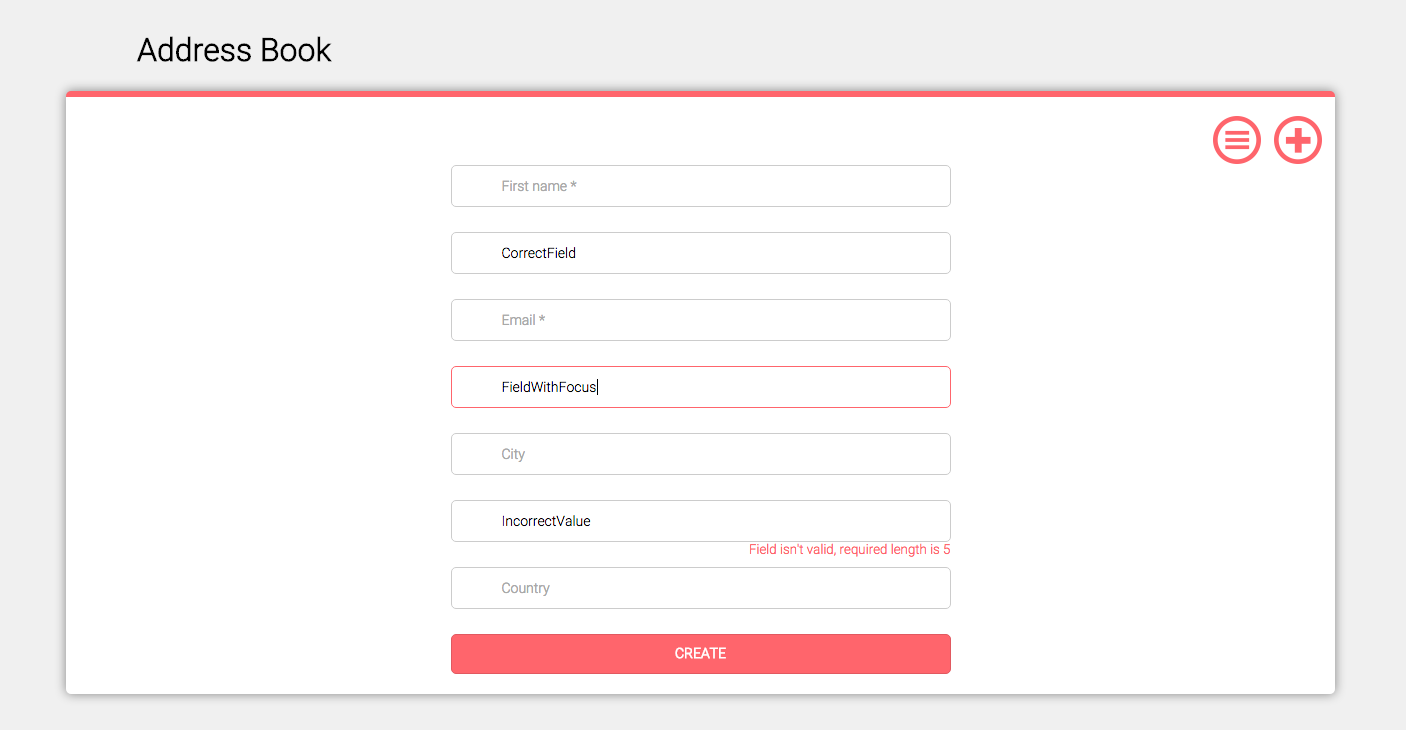 Address Book
First name *
CorrectField
Email *
FieldWithFocus
City
IncorrectValue
Field isn't valid, required length is 5
Country
CREATE